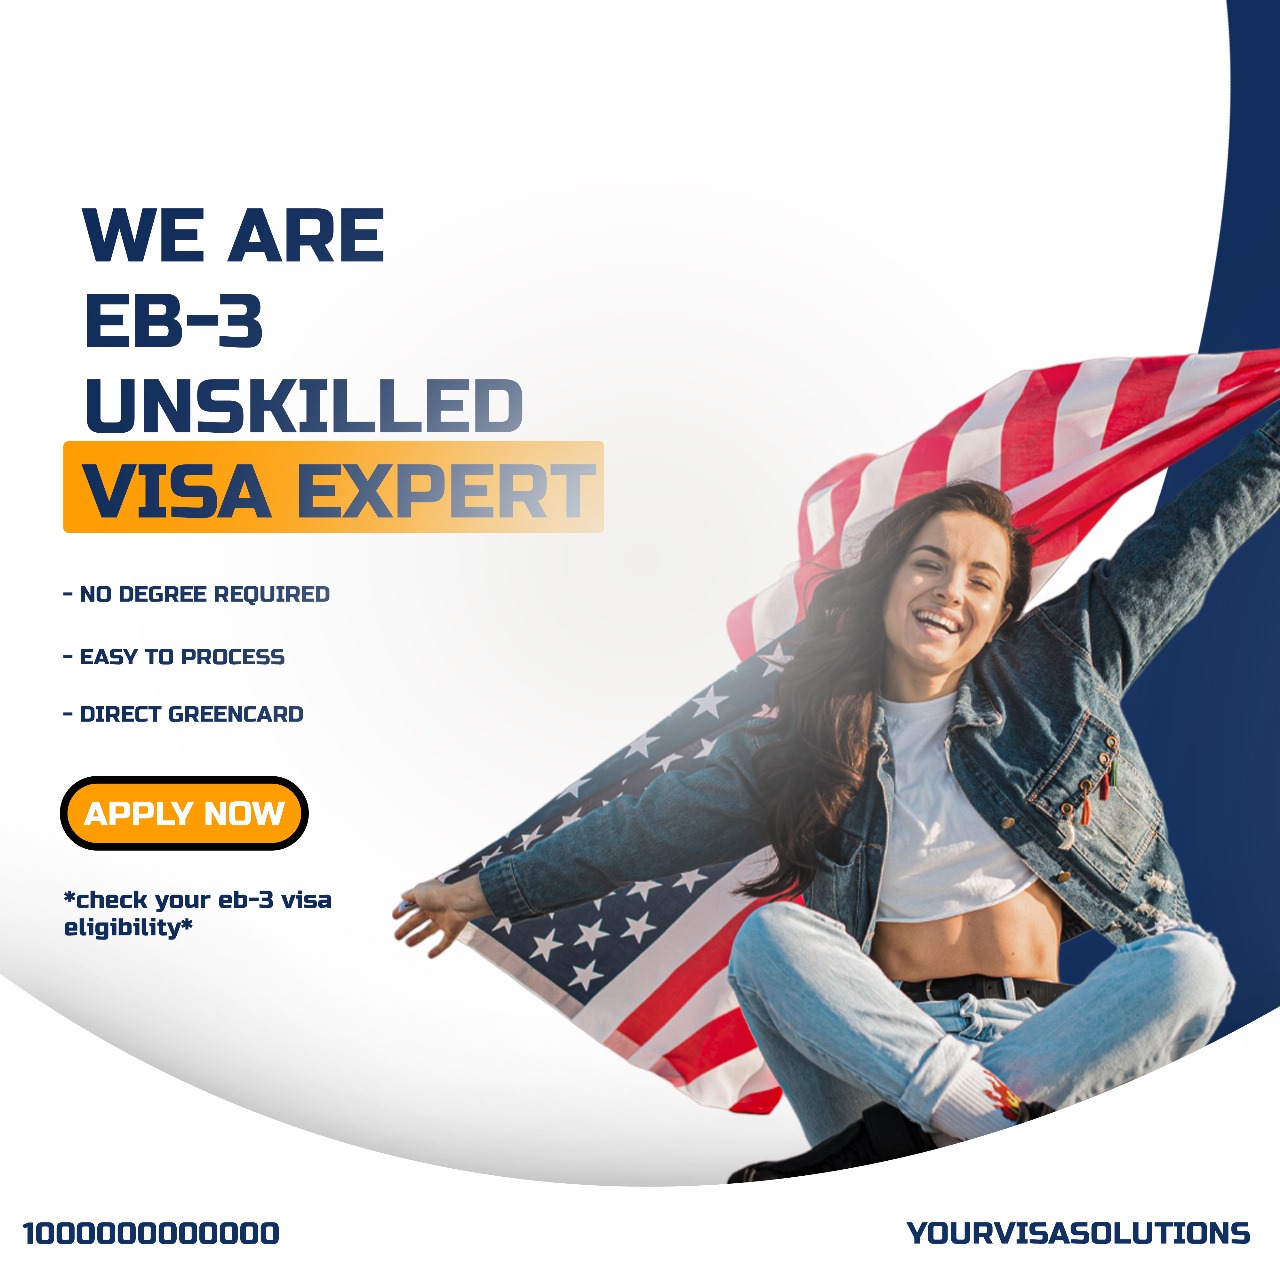 WE ARE
EB-3
UNSKILLED
VISA EXPERT
- NO DEGREE REQUIRED
- EASY TO PROCESS
- DIRECT GREENCARD
APPLY NOW
*check your eb-3 visa
eligibility*
1000000000000
YOURVISASOLUTIONS